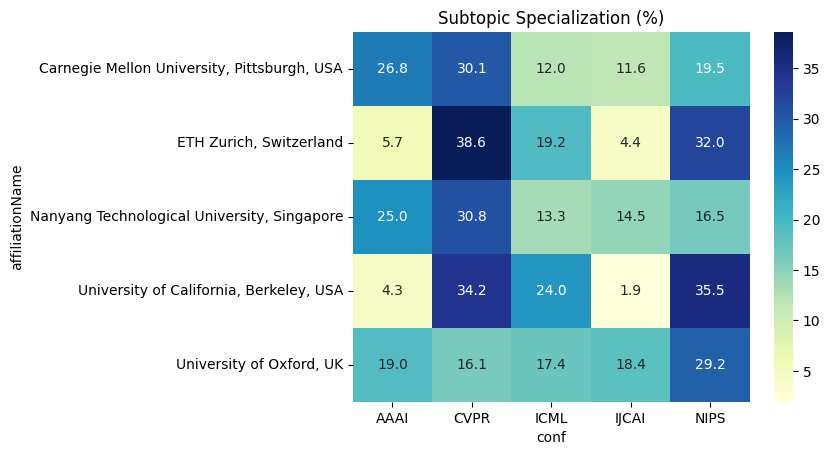 Subtopic Specialization (%)
affiliationName
Carnegie Mellon University, Pittsburgh, USA 26.8 30.1 12.0 11.6 19.5
ETH Zurich, Switzerland 5.7 38.6 19.2 4.4 32.0
Nanyang Technological University, Singapore 25.0 30.8 13.3 14.5 16.5
University of California, Berkeley, USA 4.3 34.2 24.0 1.9 35.5
University of Oxford, UK 19.0 16.1 17.4 18.4 29.2
AAAI CVPR ICML IJCAI NIPS
conf
35
30
25
20
15
10
5